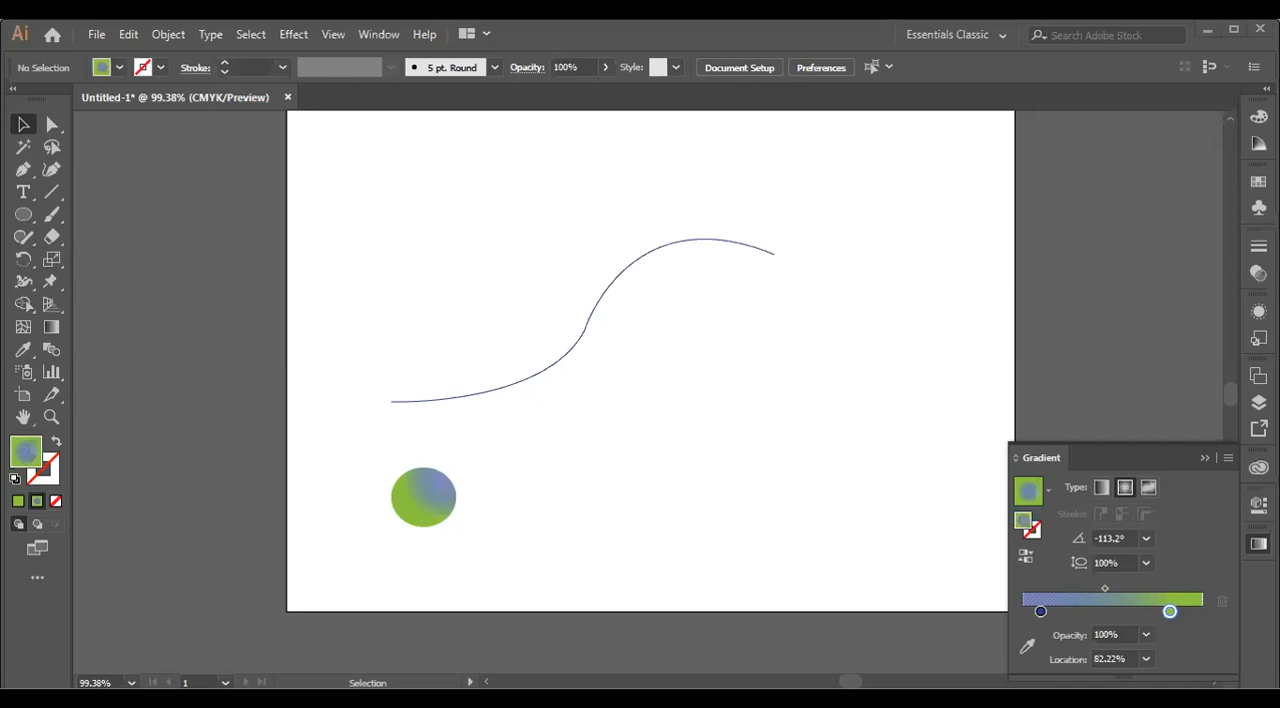 Ai File Edit Object Type Select Effect View Window Help Essentials Classic Search Adobe Stock
No Selection Stroke: 5 pt. Round Opacity: 100% Style: Document Setup Preferences
Untitled-1* @ 99.38% (CMYK/Preview)
Gradient
Type:
Stroke:
-113.2°
100%
Opacity: 100%
Location: 82.22%
99.38% 1 Selection